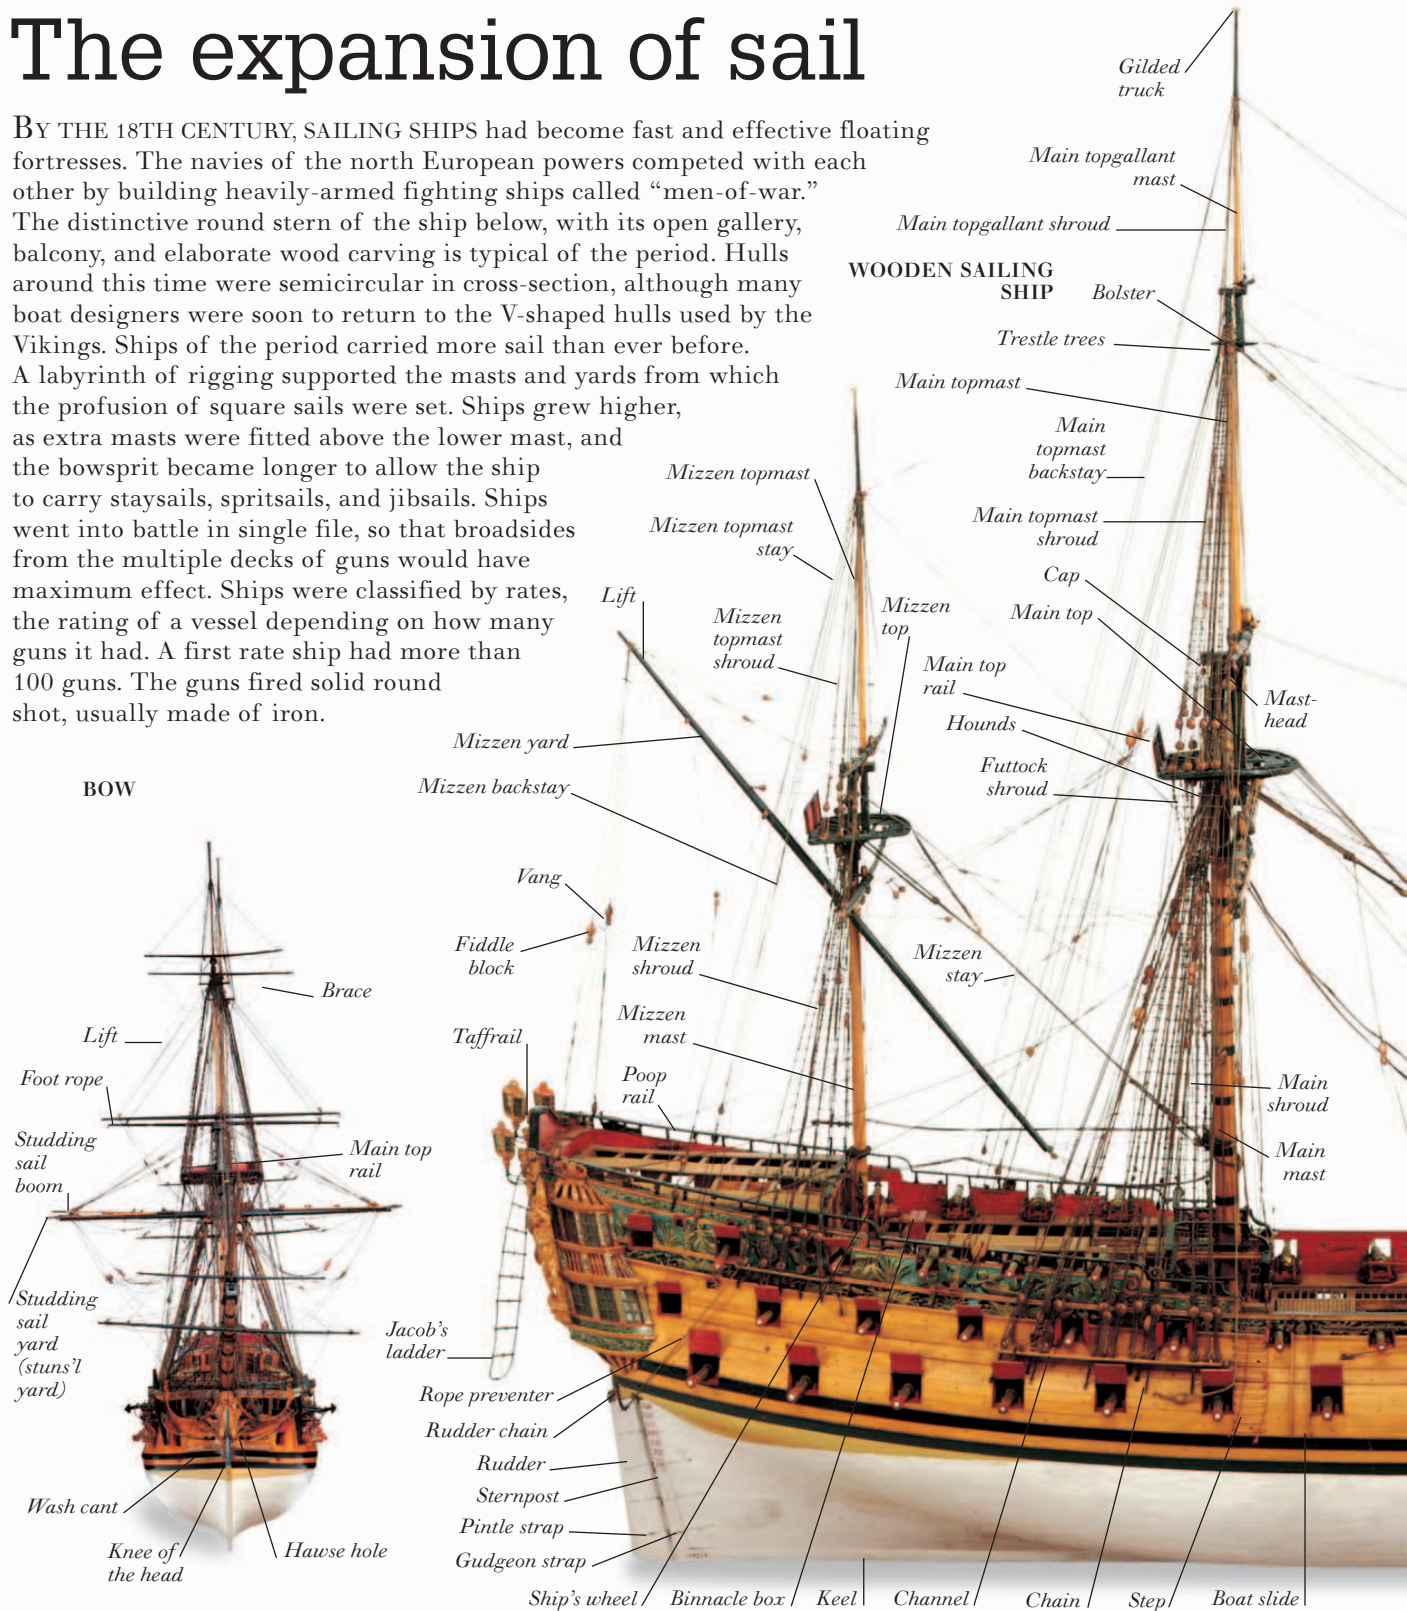 The expansion of sail
BY THE 18TH CENTURY, SAILING SHIPS had become fast and effective floating
fortresses. The navies of the north European powers competed with each
other by building heavily-armed fighting ships called “men-of-war.”
The distinctive round stern of the ship below, with its open gallery,
balcony, and elaborate wood carving is typical of the period. Hulls
around this time were semicircular in cross-section, although many
boat designers were soon to return to the V-shaped hulls used by the
Vikings. Ships of the period carried more sail than ever before.
A labyrinth of rigging supported the masts and yards from which
the profusion of square sails were set. Ships grew higher,
as extra masts were fitted above the lower mast, and
the bowsprit became longer to allow the ship
to carry staysails, spritsails, and jibsails. Ships
went into battle in single file, so that broadsides
from the multiple decks of guns would have
maximum effect. Ships were classified by rates,
the rating of a vessel depending on how many
guns it had. A first rate ship had more than
100 guns. The guns fired solid round
shot, usually made of iron.
WOODEN SAILING
SHIP
Gilded
truck
Main topgallant
mast
Main topgallant shroud
Bolster
Trestle trees
Main topmast
Main
topmast
backstay
Main topmast
shroud
Cap
Main top
Main top
rail
Hounds
Futtock
shroud
Mast-
head
Mizzen topmast
Mizzen topmast
stay
Lift
Mizzen
topmast
shroud
Mizzen
top
Mizzen yard
Mizzen backstay
Vang
Fiddle
block
Mizzen
shroud
Mizzen
stay
Mizzen
mast
Taffrail
Poop
rail
Main
shroud
Main
mast
Jacob’s
ladder
Rope preventer
Rudder chain
Rudder
Sternpost
Pintle strap
Gudgeon strap
Ship’s wheel
Binnacle box
Keel
Channel
Chain
Step
Boat slide
BOW
Brace
Lift
Foot rope
Studding
sail
boom
Main top
rail
Studding
sail
yard
(stuns’l
yard)
Wash cant
Knee of
the head
Hawse hole